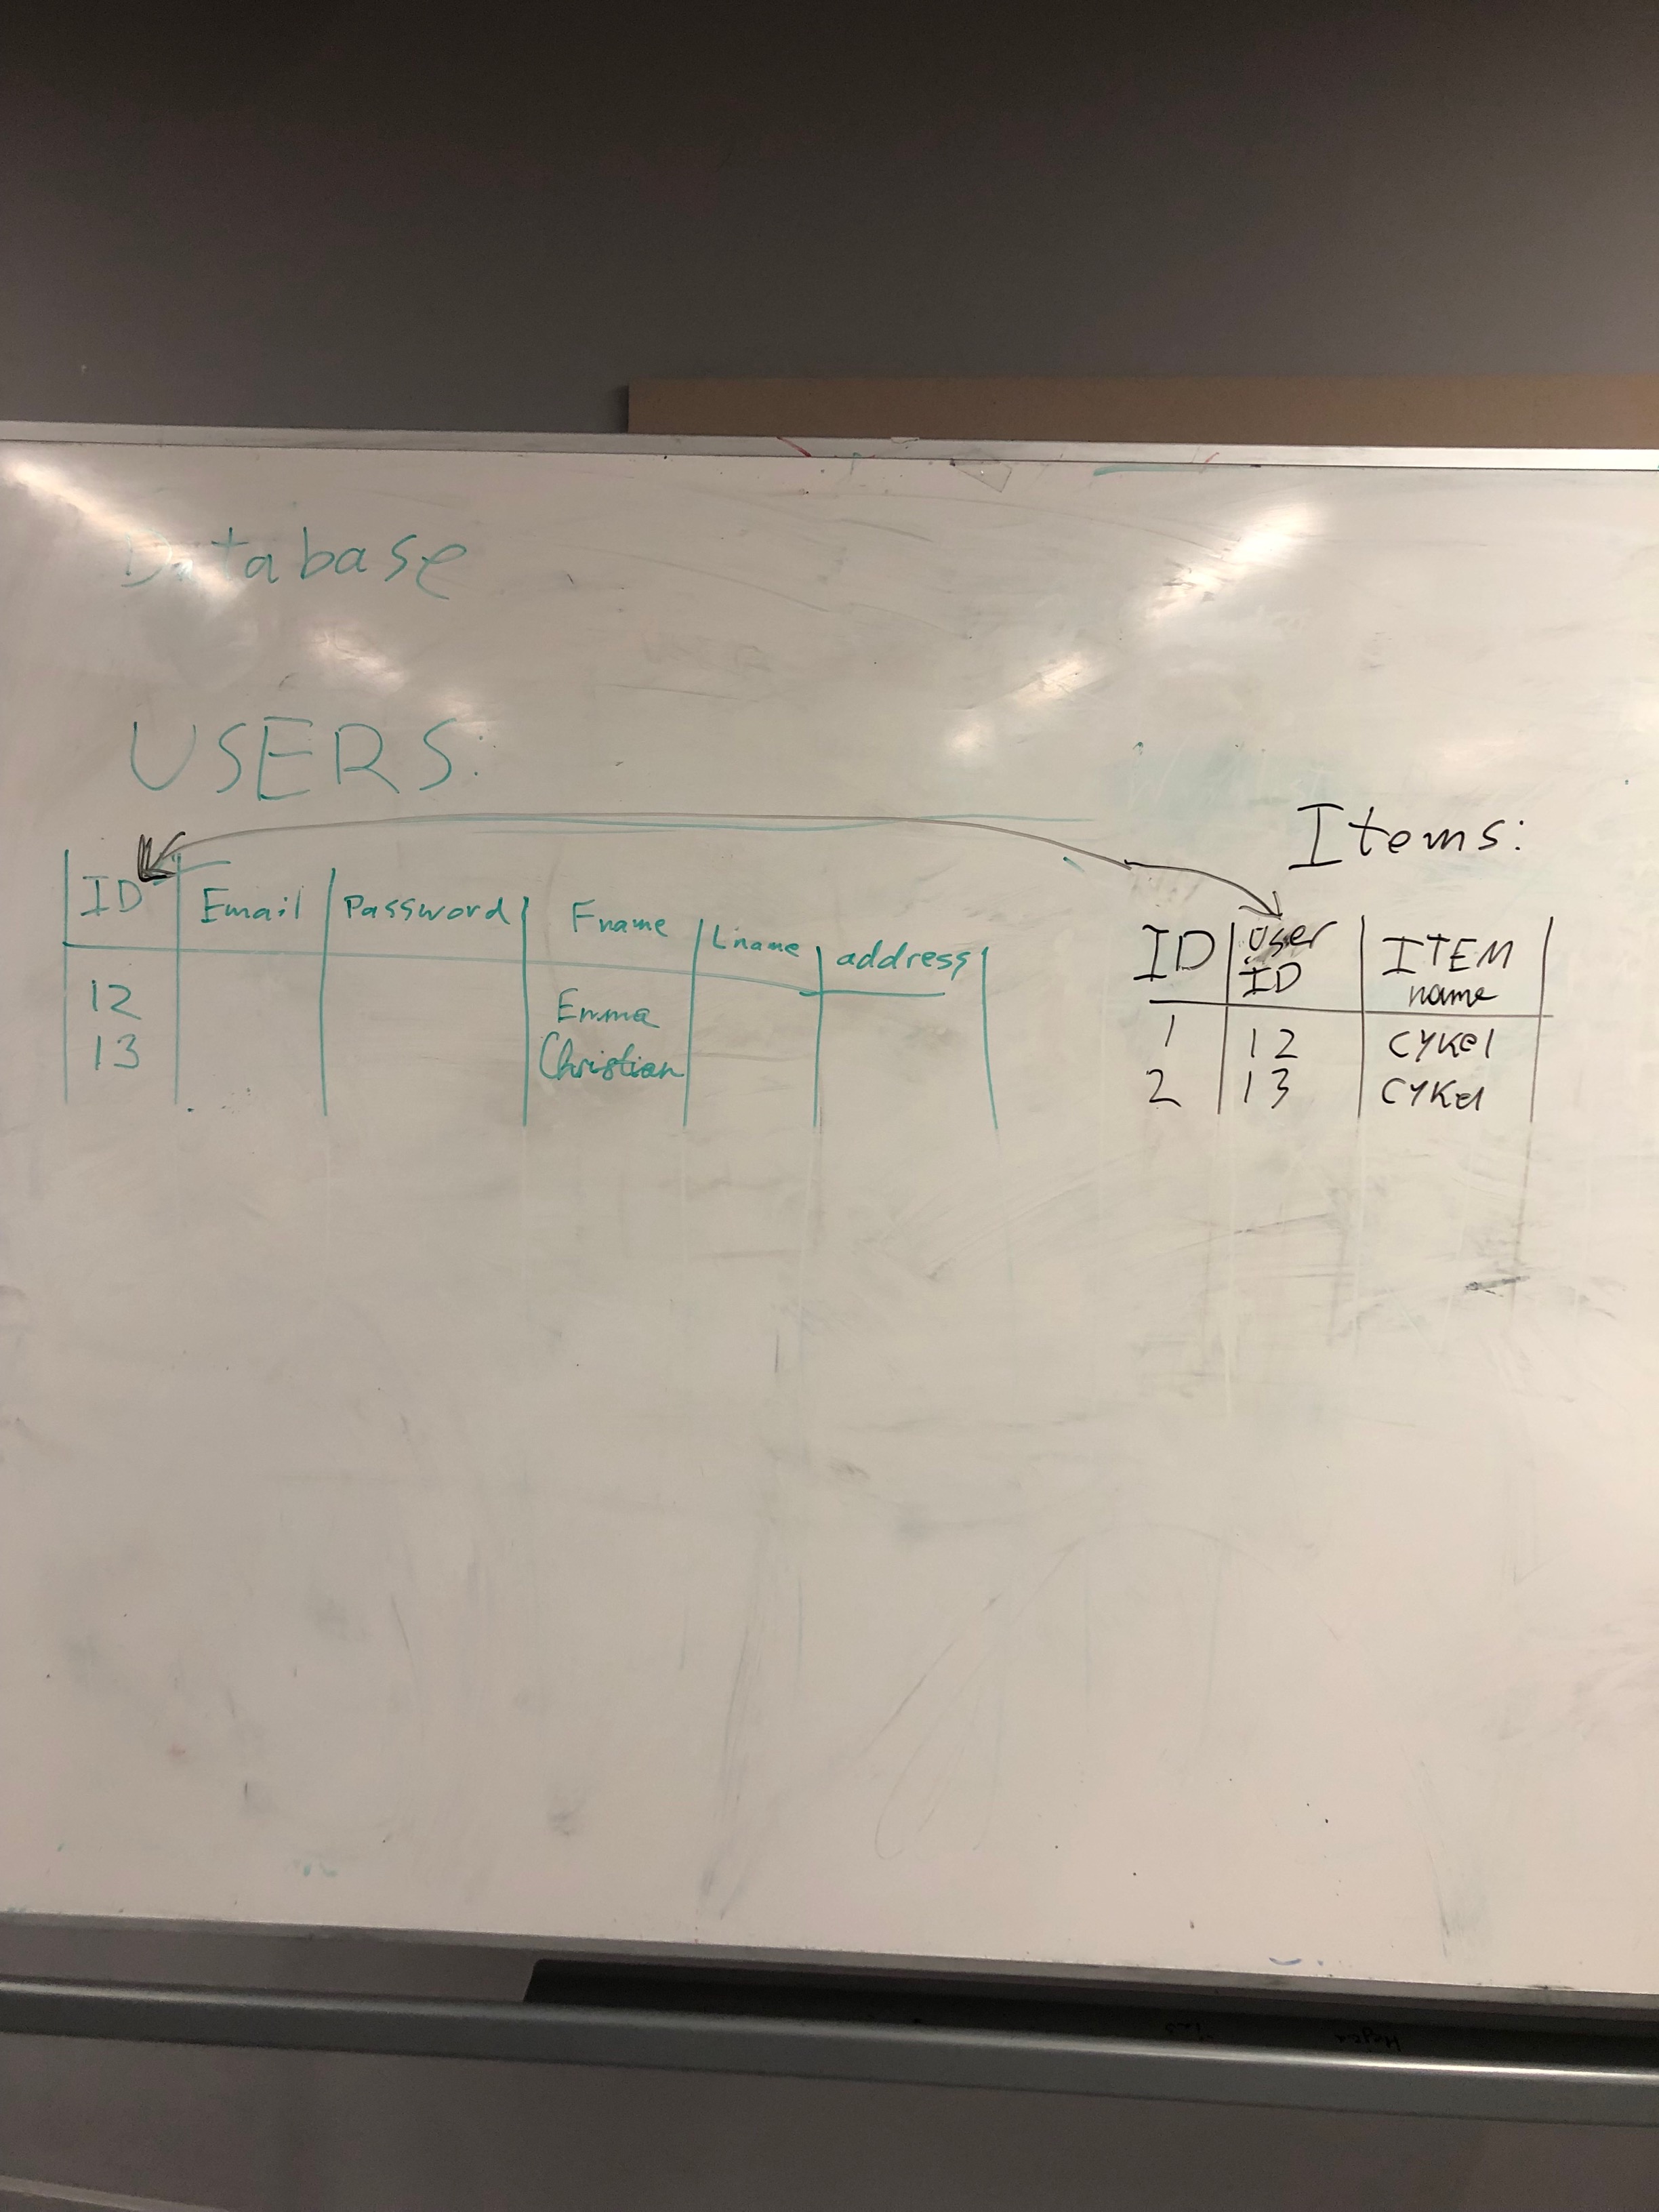 Database
USERS:
Items:
ID Email Password Fname Lname address
12 Emma
13 Christian
ID User ID ITEM name
1 12 CYKel
2 13 CYKel